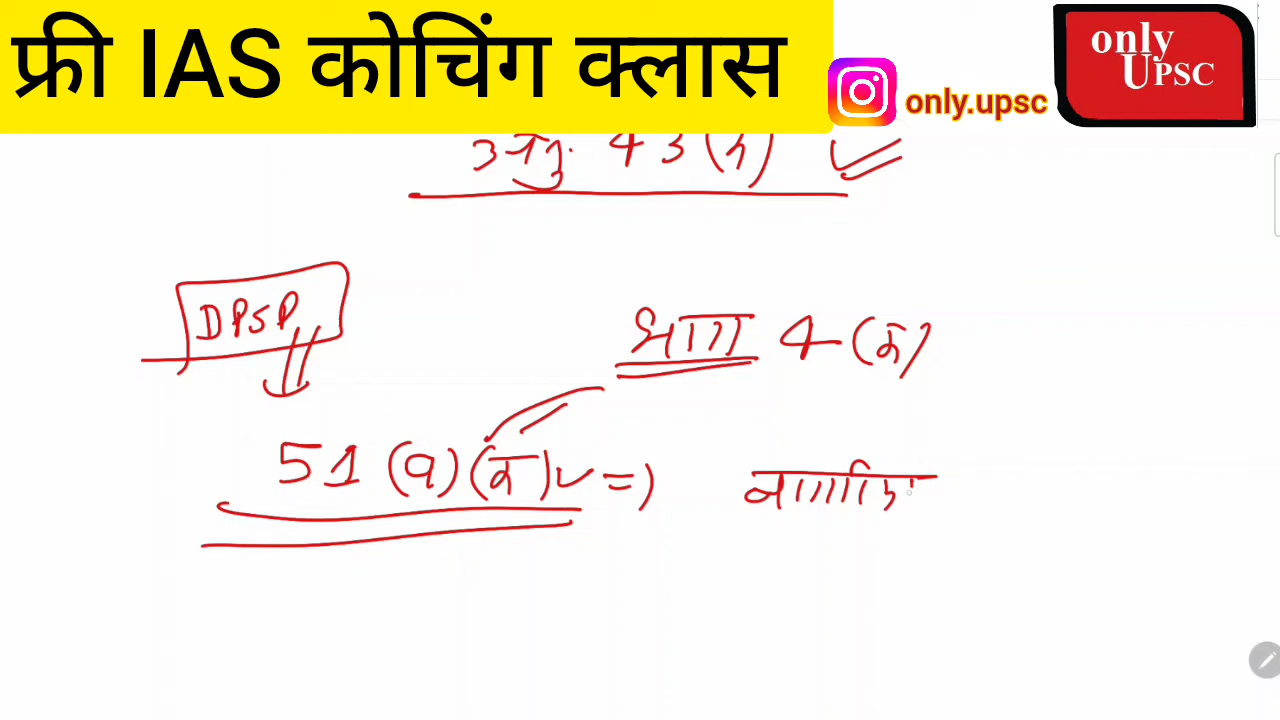 फ्री IAS कोचिंग क्लास
only UPSC
only.upsc
अनु. 43 (क)
DPSP
भाग 4 (क)
51 (a) (क) =>